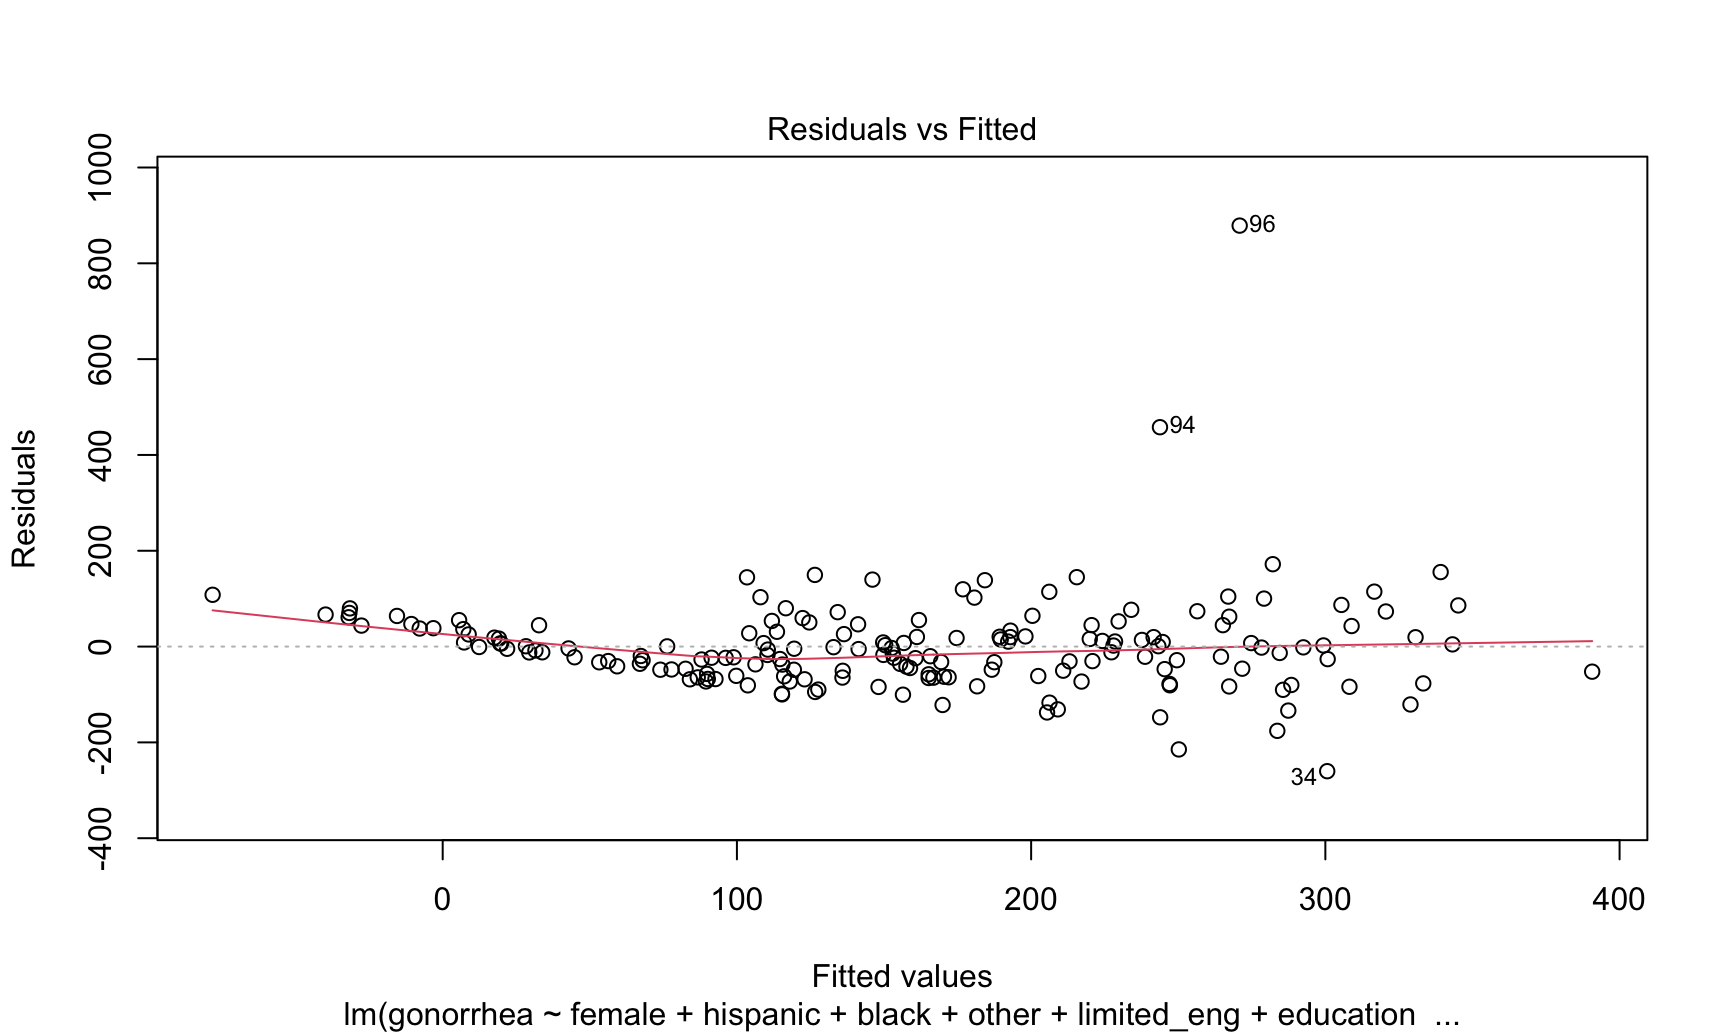 Residuals vs Fitted
1000
800
600
400
200
0
-200
-400
Residuals
96
94
34
0 100 200 300 400
Fitted values
lm(gonorrhea ~ female + hispanic + black + other + limited_eng + education ...